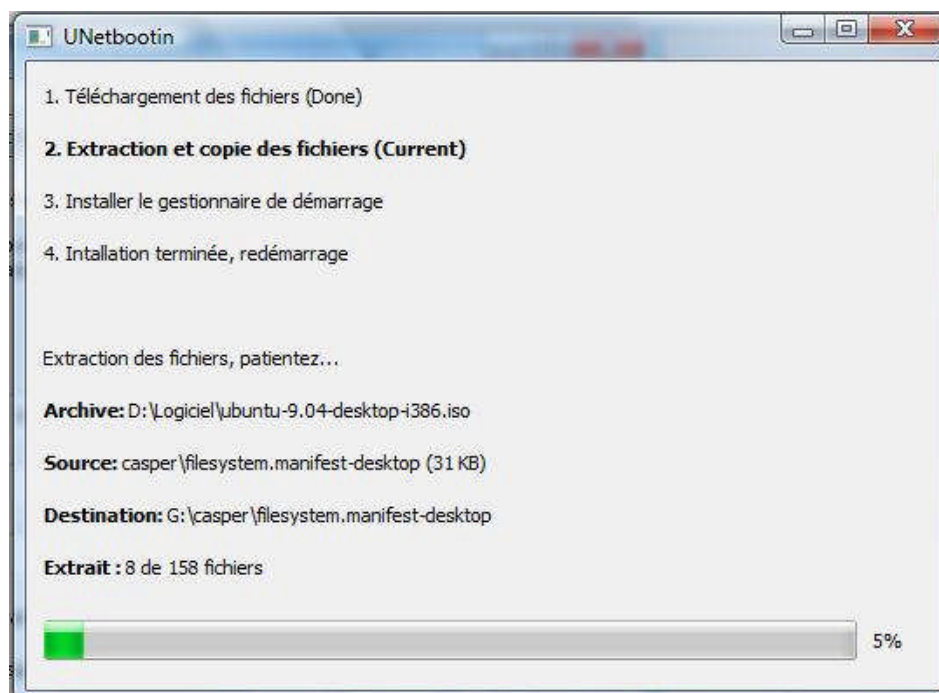 UNetbootin
1. Téléchargement des fichiers (Done)
2. Extraction et copie des fichiers (Current)
3. Installer le gestionnaire de démarrage
4. Intallation terminée, redémarrage
Extraction des fichiers, patientez...
Archive: D:\Logiciel\ubuntu-9.04-desktop-i386.iso
Source: casper\filesystem.manifest-desktop (31 KB)
Destination: G:\casper\filesystem.manifest-desktop
Extrait : 8 de 158 fichiers
5%